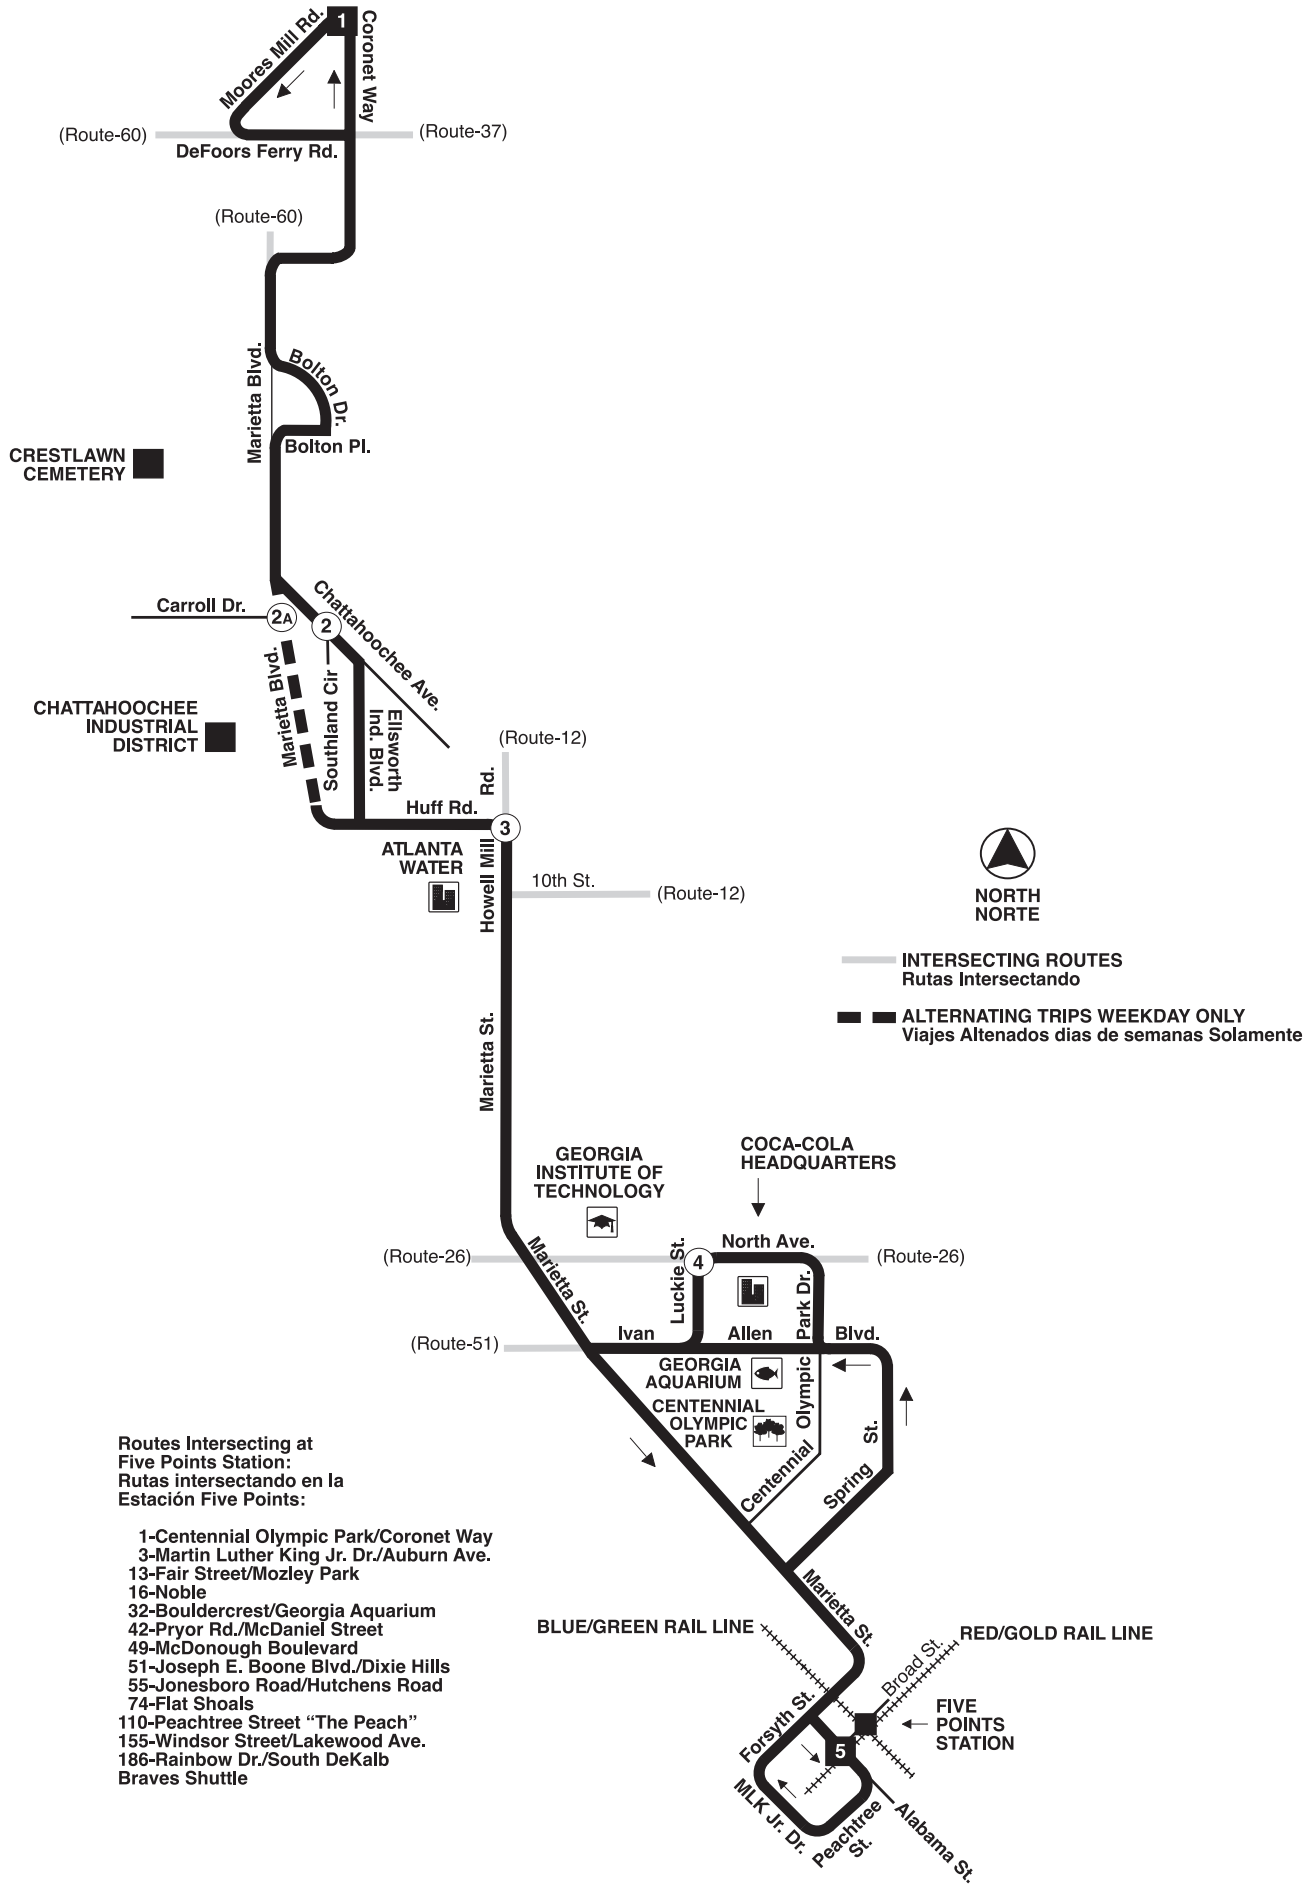 1
Moores Mill Rd.
Coronet Way
(Route-60)
(Route-37)
DeFoors Ferry Rd.
(Route-60)
Marietta Blvd.
Bolton Dr.
Bolton Pl.
CRESTLAWN
CEMETERY
Carroll Dr.
2A
2
Chattahoochee Ave.
Marietta Blvd.
Southland Cir
Ellsworth
Ind. Blvd.
CHATTAHOOCHEE
INDUSTRIAL
DISTRICT
(Route-12)
Howell Mill Rd.
Huff Rd.
3
ATLANTA
WATER
10th St.
(Route-12)
NORTH
NORTE
INTERSECTING ROUTES
Rutas Intersectando
ALTERNATING TRIPS WEEKDAY ONLY
Viajes Altenados dias de semanas Solamente
Marietta St.
GEORGIA
INSTITUTE OF
TECHNOLOGY
COCA-COLA
HEADQUARTERS
(Route-26)
Marietta St.
Luckie St.
4
North Ave.
(Route-26)
(Route-51)
Ivan Allen Blvd.
Centennial Olympic Park Dr.
GEORGIA
AQUARIUM
CENTENNIAL
OLYMPIC
PARK
Spring St.
Marietta St.
BLUE/GREEN RAIL LINE
RED/GOLD RAIL LINE
Broad St.
Forsyth St.
FIVE
POINTS
STATION
5
MLK Jr. Dr.
Peachtree
St.
Alabama St.
Routes Intersecting at
Five Points Station:
Rutas intersectando en la
Estación Five Points:
1-Centennial Olympic Park/Coronet Way
3-Martin Luther King Jr. Dr./Auburn Ave.
13-Fair Street/Mozley Park
16-Noble
32-Bouldercrest/Georgia Aquarium
42-Pryor Rd./McDaniel Street
49-McDonough Boulevard
51-Joseph E. Boone Blvd./Dixie Hills
55-Jonesboro Road/Hutchens Road
74-Flat Shoals
110-Peachtree Street “The Peach”
155-Windsor Street/Lakewood Ave.
186-Rainbow Dr./South DeKalb
Braves Shuttle